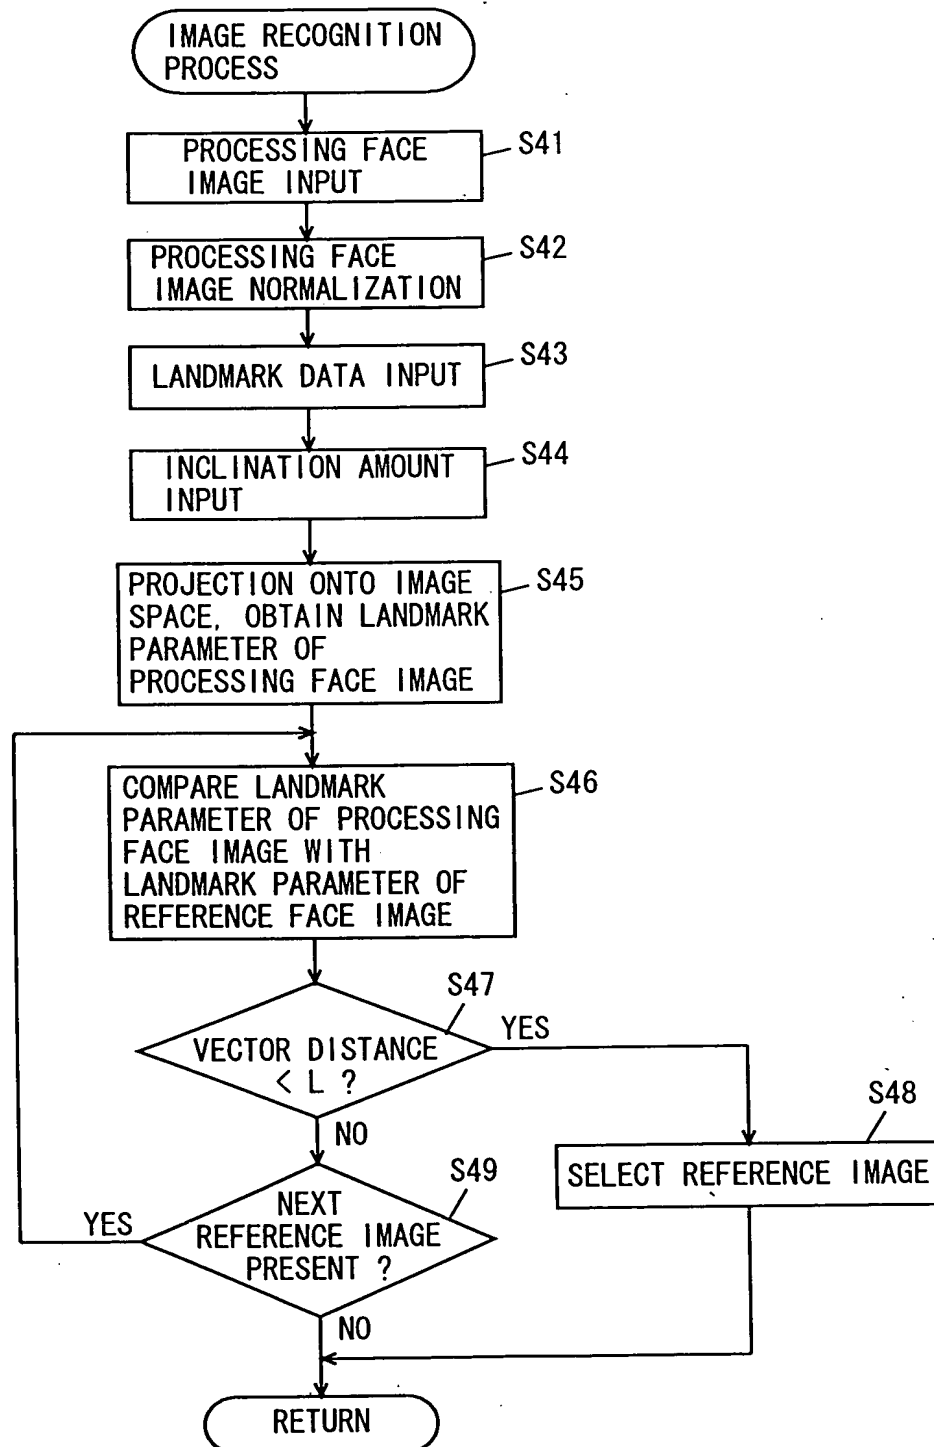 IMAGE RECOGNITION
PROCESS
PROCESSING FACE
IMAGE INPUT
S41
PROCESSING FACE
IMAGE NORMALIZATION
S42
LANDMARK DATA INPUT
S43
INCLINATION AMOUNT
INPUT
S44
PROJECTION ONTO IMAGE
SPACE, OBTAIN LANDMARK
PARAMETER OF
PROCESSING FACE IMAGE
S45
COMPARE LANDMARK
PARAMETER OF PROCESSING
FACE IMAGE WITH
LANDMARK PARAMETER OF
REFERENCE FACE IMAGE
S46
S47
VECTOR DISTANCE
< L ?
YES
NO
S48
SELECT REFERENCE IMAGE
S49
NEXT
REFERENCE IMAGE
PRESENT ?
YES
NO
RETURN